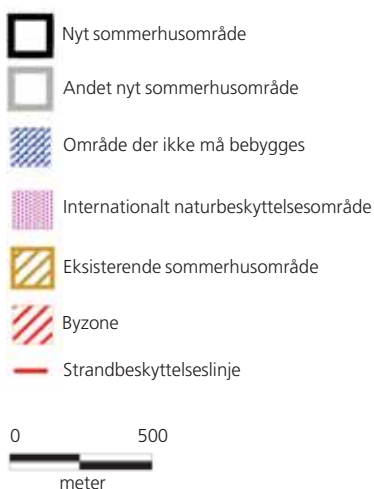 Nyt sommerhusområde
Andet nyt sommerhusområde
Område der ikke må bebygges
Internationalt naturbeskyttelsesområde
Eksisterende sommerhusområde
Byzone
Strandbeskyttelseslinje
0 500
meter